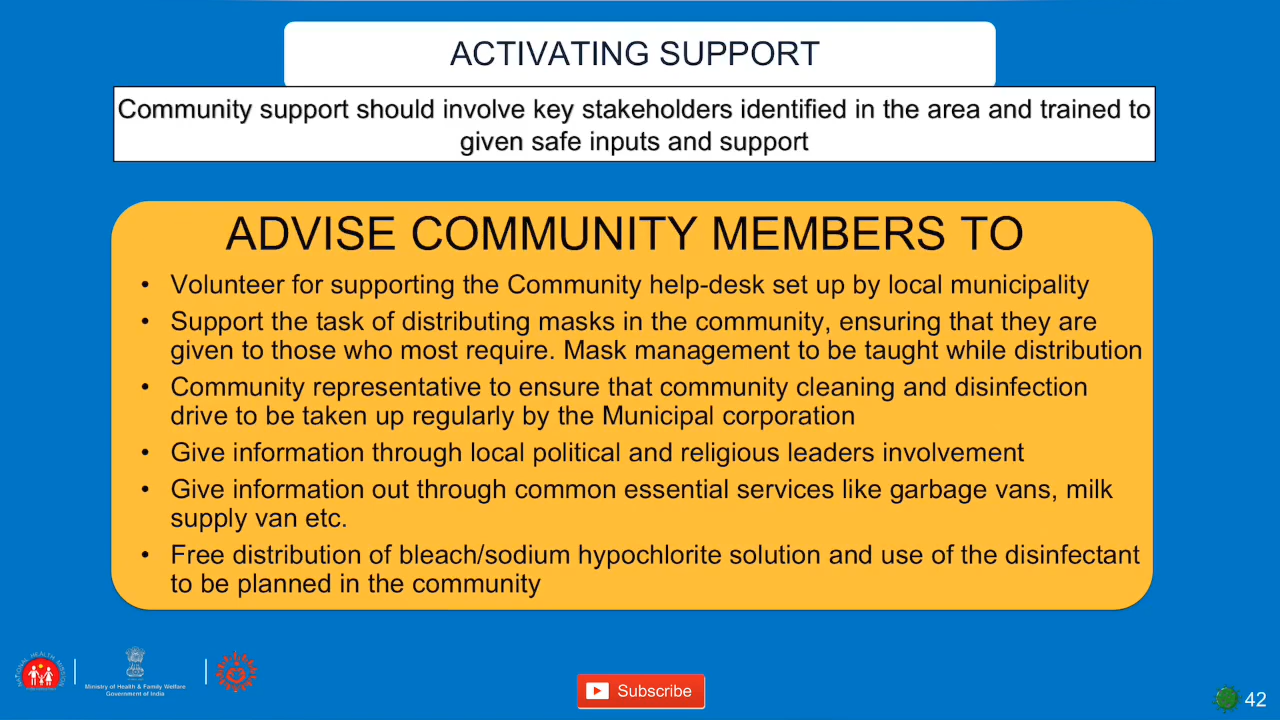 ACTIVATING SUPPORT
Community support should involve key stakeholders identified in the area and trained to
given safe inputs and support
ADVISE COMMUNITY MEMBERS TO
• Volunteer for supporting the Community help-desk set up by local municipality
• Support the task of distributing masks in the community, ensuring that they are
given to those who most require. Mask management to be taught while distribution
• Community representative to ensure that community cleaning and disinfection
drive to be taken up regularly by the Municipal corporation
• Give information through local political and religious leaders involvement
• Give information out through common essential services like garbage vans, milk
supply van etc.
• Free distribution of bleach/sodium hypochlorite solution and use of the disinfectant
to be planned in the community
NATIONAL HEALTH MISSION
Ministry of Health & Family Welfare
Government of India
Subscribe
42